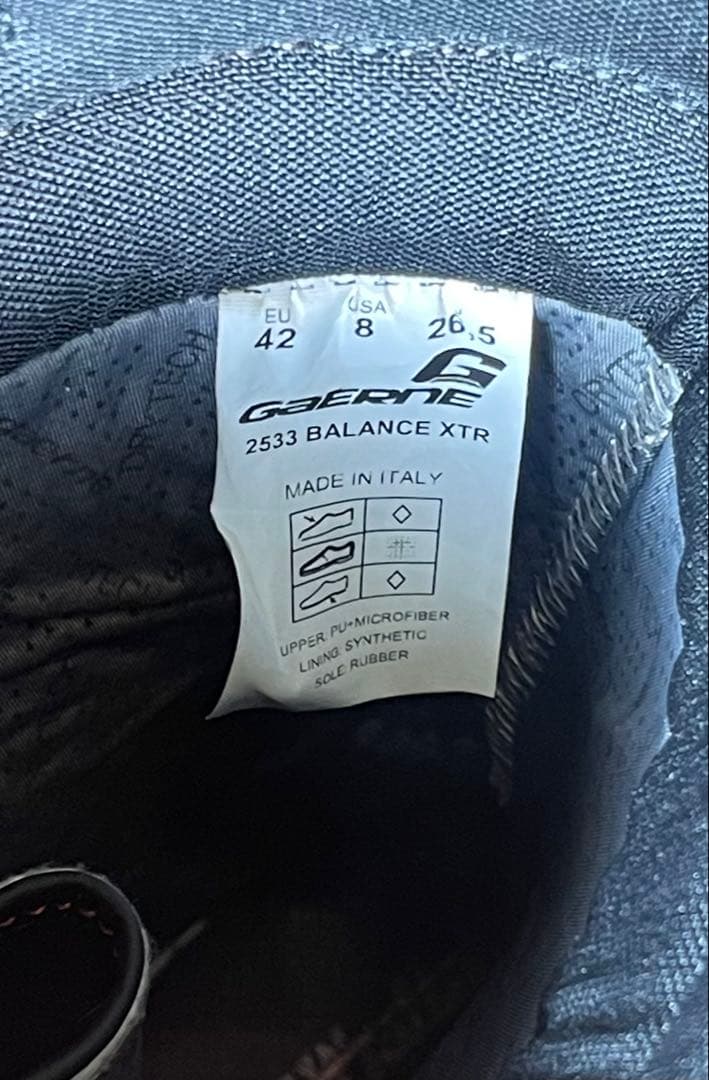 EU USA
42 8 26,5
GAERNE
2533 BALANCE XTR
MADE IN ITALY
UPPER: PU+MICROFIBER
LINING: SYNTHETIC
SOLE: RUBBER
DRYTECH